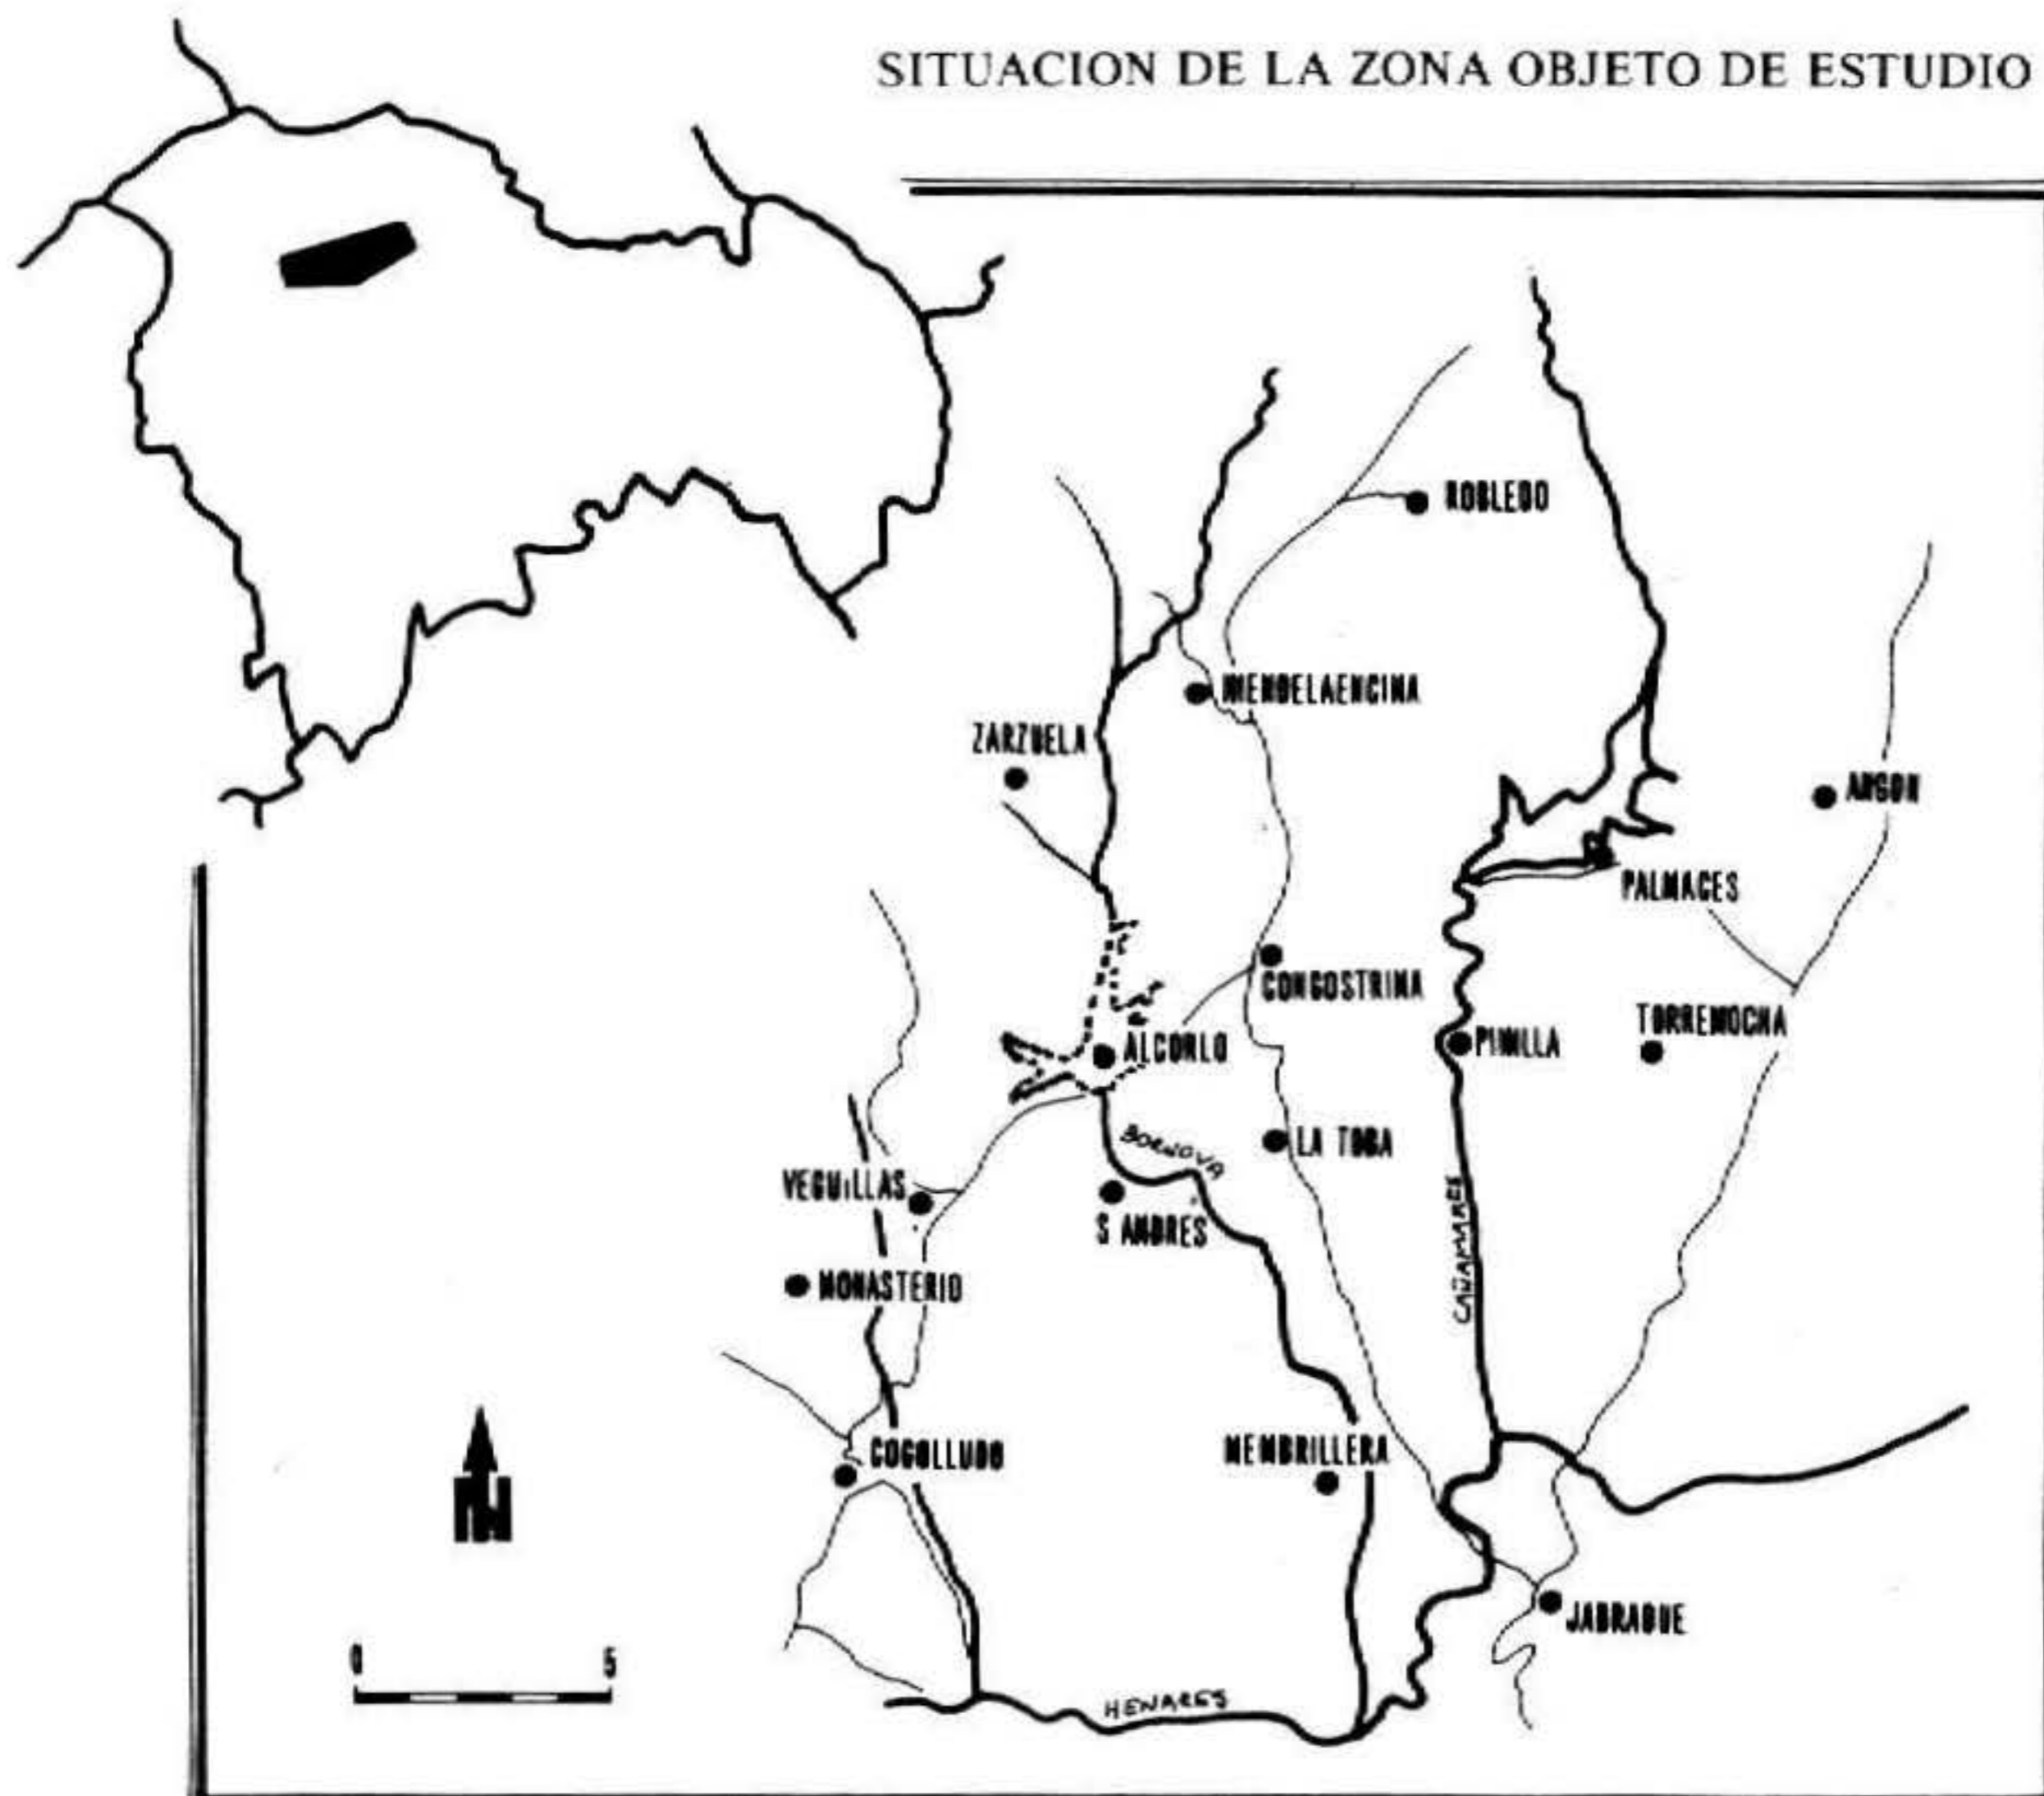 SITUACION DE LA ZONA OBJETO DE ESTUDIO
ROBLEDO
HIENDELAENCINA
ZARZUELA
ANGON
PALMACES
CONGOSTRINA
TORREMOCHA
ALCORLO
PINILLA
BORNOVA
LA TOBA
VEGUILLAS
S ANDRES
CAÑAMARES
MONASTERIO
COGOLLUDO
MEMBRILLERA
N
JADRAQUE
0 5
HENARES